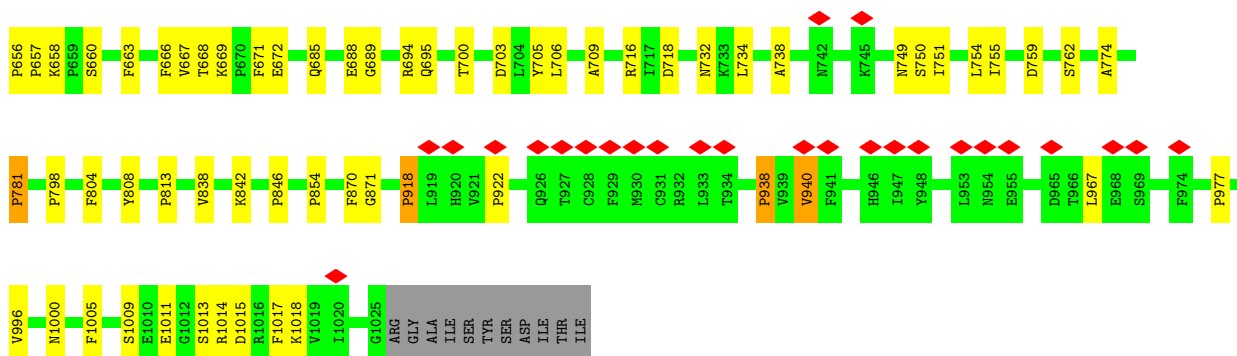 P656 P657 K658 P659 S660 F663 F666 V667 T668 K669 P670 F671 E672 Q685 E688 G689 R694 Q695 T700 D703 L704 Y705 L706 A709 R716 I717 D718 N732 K733 L734 A738 N742 K745 N749 S750 I751 L754 I755 D759 S762 A774
P781 P798 F804 Y808 P813 V838 K842 P846 P854 F870 G871 P918 L919 H920 V921 P922 Q926 T927 C928 F929 M930 C931 R932 L933 T934 P938 V939 V940 F941 H946 I947 Y948 L953 N954 E955 D965 T966 L967 E968 S969 F974 P977
V996 N1000 F1005 S1009 E1010 E1011 G1012 S1013 R1014 D1015 R1016 F1017 K1018 V1019 I1020 G1025 ARG GLY ALA ILE SER TYR SER ASP ILE THR ILE